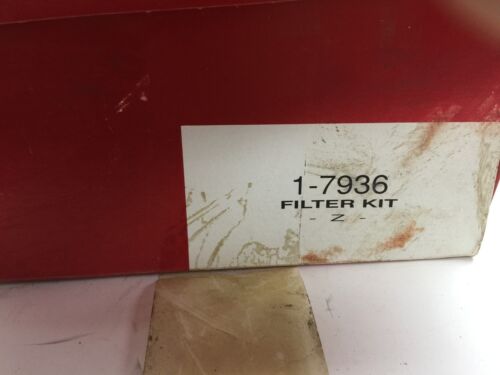 1-7936
FILTER KIT
- Z -